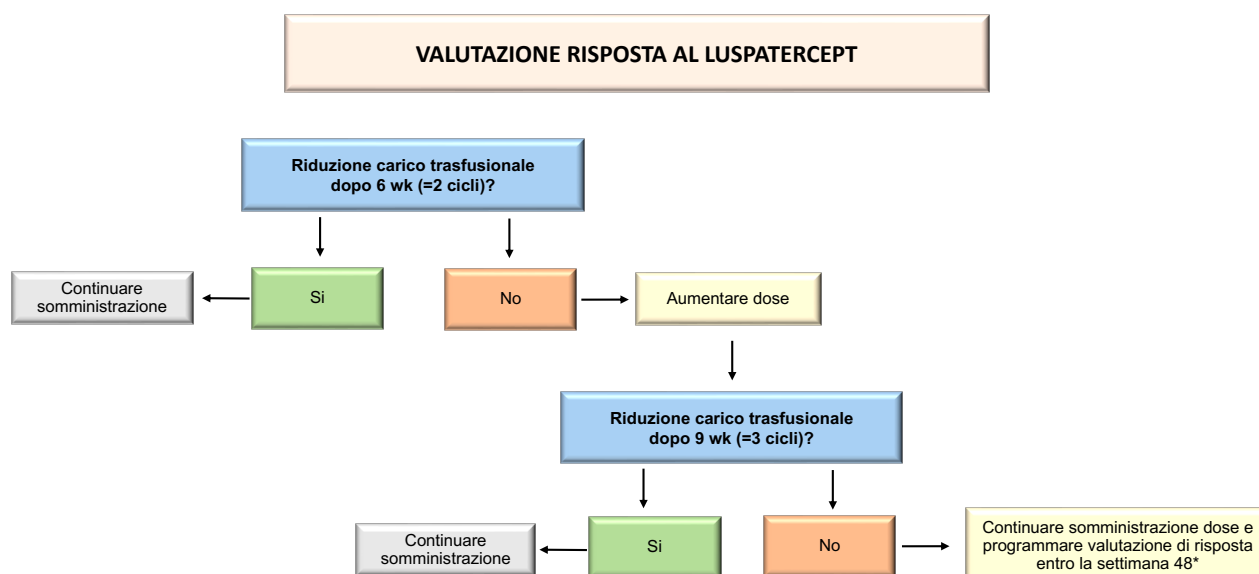 VALUTAZIONE RISPOSTA AL LUSPATERCEPT
Riduzione carico trasfusionale
dopo 6 wk (=2 cicli)?
Continuare
somministrazione
Si
No
Aumentare dose
Riduzione carico trasfusionale
dopo 9 wk (=3 cicli)?
Continuare
somministrazione
Si
No
Continuare somministrazione dose e
programmare valutazione di risposta
entro la settimana 48*